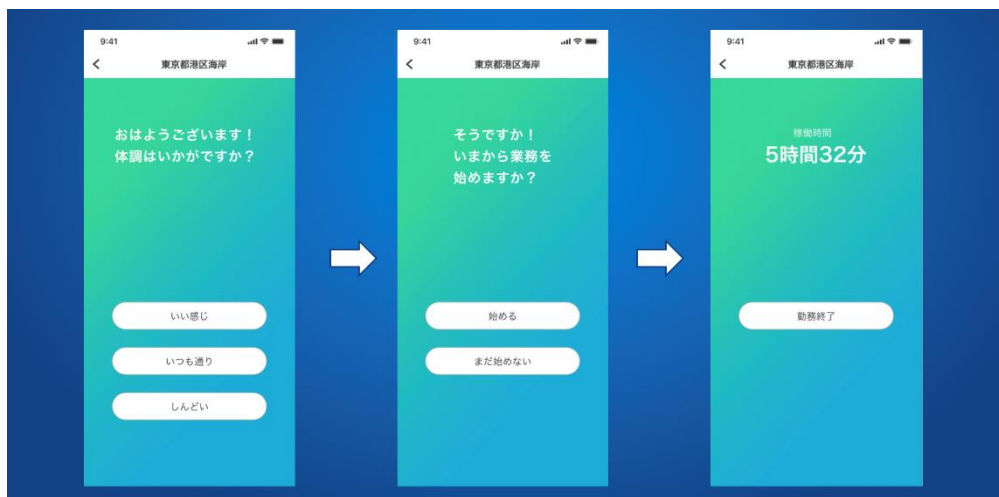 9:41
東京都港区海岸
おはようございます！
体調はいかがですか？
いい感じ
いつも通り
しんどい
9:41
東京都港区海岸
そうですか！
いまから業務を
始めますか？
始める
まだ始めない
9:41
東京都港区海岸
稼働時間
5時間32分
勤務終了